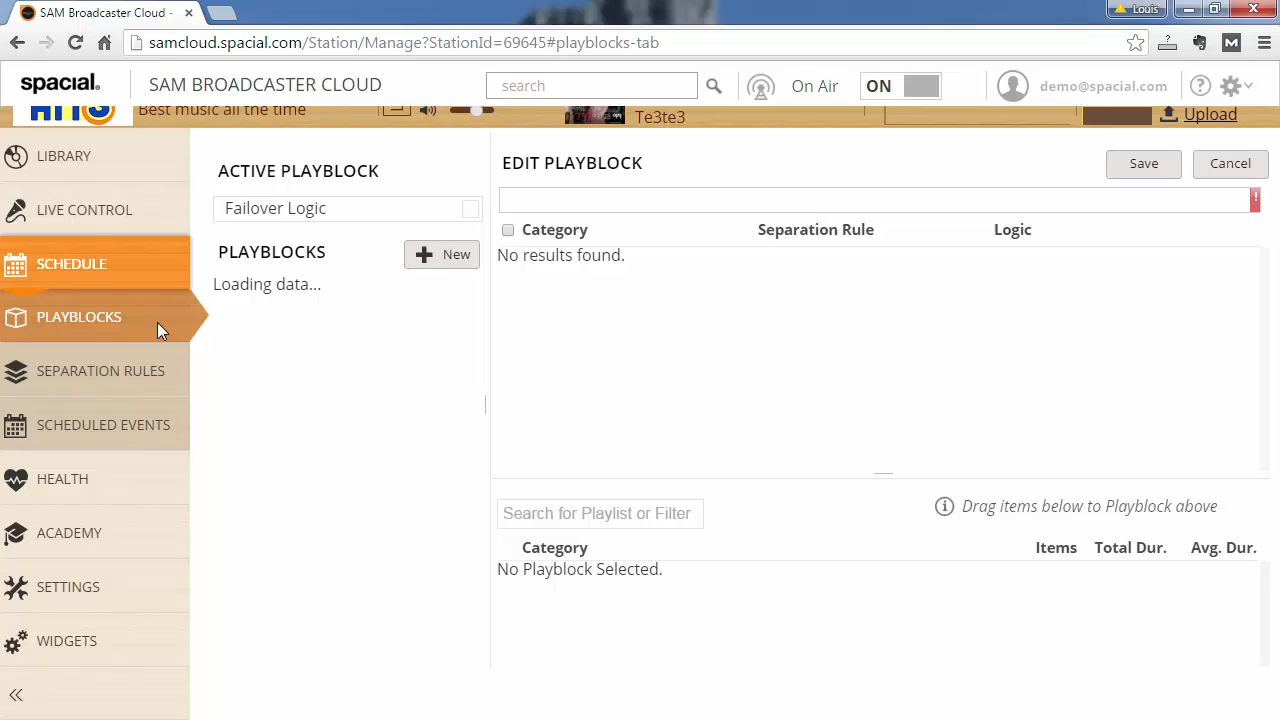 SAM Broadcaster Cloud -
Louis
samcloud.spacial.com/Station/Manage?StationId=69645#playblocks-tab
spacial. SAM BROADCASTER CLOUD search On Air ON demo@spacial.com
Best music all the time
Te3te3
Upload
LIBRARY
LIVE CONTROL
SCHEDULE
PLAYBLOCKS
SEPARATION RULES
SCHEDULED EVENTS
HEALTH
ACADEMY
SETTINGS
WIDGETS
ACTIVE PLAYBLOCK
Failover Logic
PLAYBLOCKS
New
Loading data...
EDIT PLAYBLOCK
Save
Cancel
Category Separation Rule Logic
No results found.
Search for Playlist or Filter
Drag items below to Playblock above
Category Items Total Dur. Avg. Dur.
No Playblock Selected.